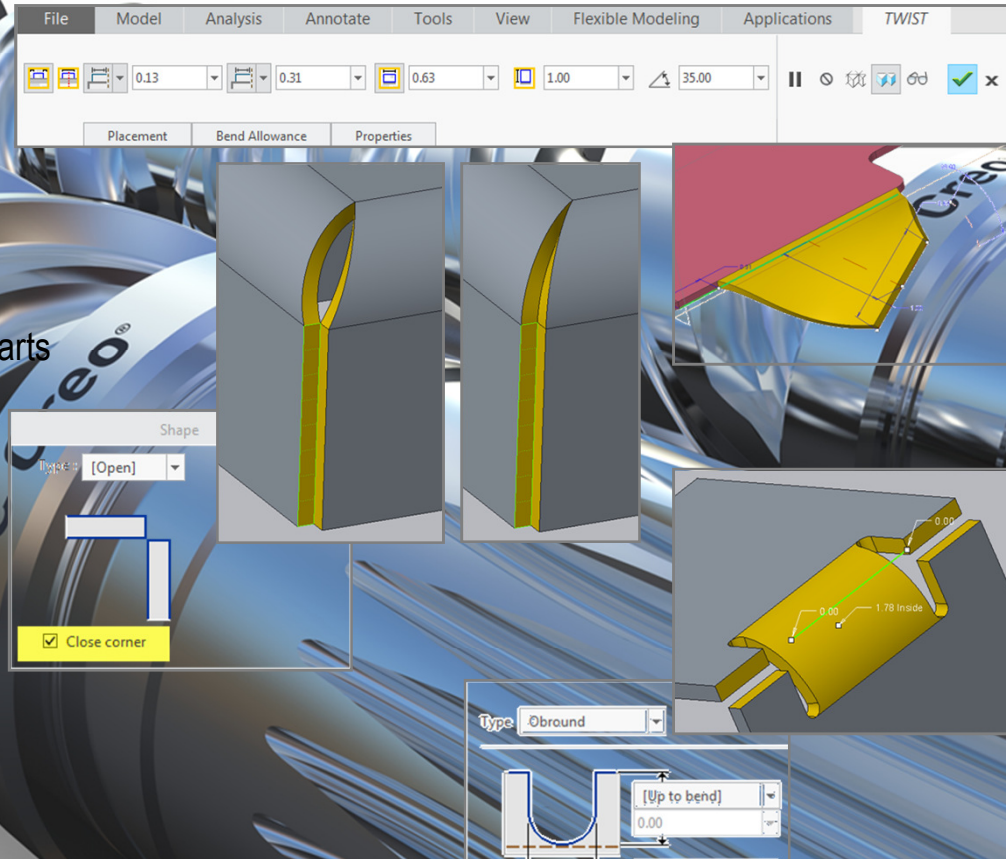 File Model Analysis Annotate Tools View Flexible Modeling Applications TWIST
0.13 0.31 0.63 1.00 35.00
Placement Bend Allowance Properties
creo
arts
creo®
Shape
Type : [Open]
Close corner
0.00
0.00 1.78 Inside
Type Obround
[Up to bend]
0.00